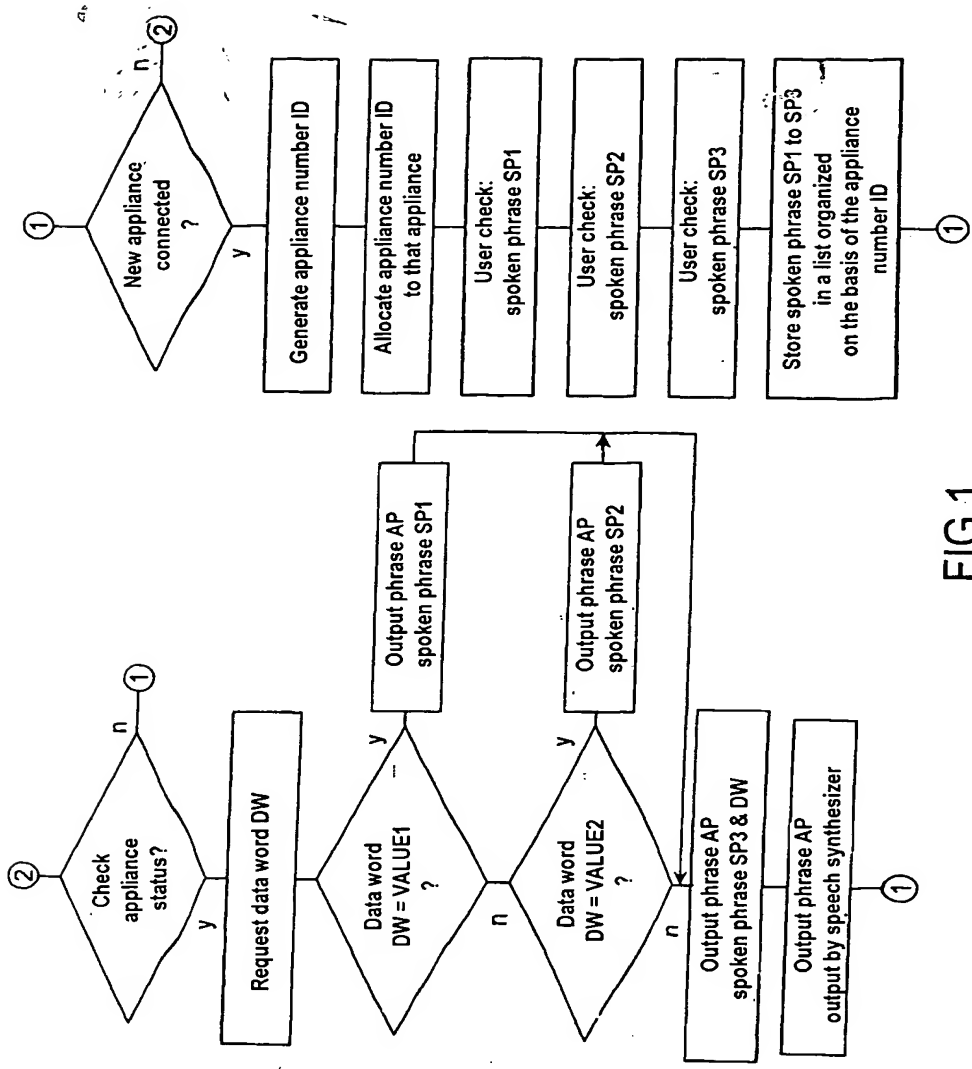 1
New appliance
connected
?
n
2
y
Generate appliance number ID
Allocate appliance number ID
to that appliance
User check:
spoken phrase SP1
User check:
spoken phrase SP2
User check:
spoken phrase SP3
Store spoken phrase SP1 to SP3
in a list organized
on the basis of the appliance
number ID
1
2
Check
appliance
status?
n
1
y
Request data word DW
Data word
DW = VALUE1
?
y
Output phrase AP
spoken phrase SP1
n
Data word
DW = VALUE2
?
y
Output phrase AP
spoken phrase SP2
n
Output phrase AP
spoken phrase SP3 & DW
Output phrase AP
output by speech synthesizer
1
FIG 1